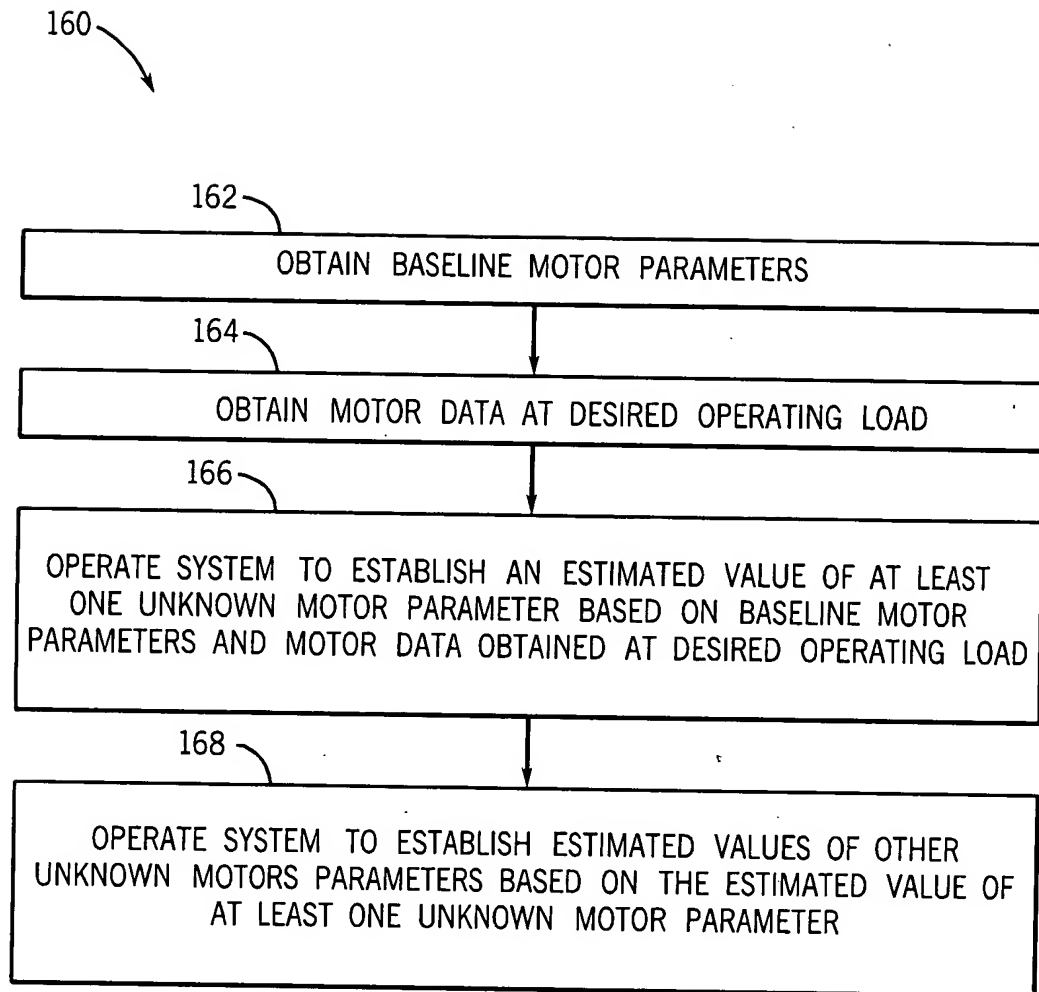 160
162
OBTAIN BASELINE MOTOR PARAMETERS
164
OBTAIN MOTOR DATA AT DESIRED OPERATING LOAD
166
OPERATE SYSTEM TO ESTABLISH AN ESTIMATED VALUE OF AT LEAST
ONE UNKNOWN MOTOR PARAMETER BASED ON BASELINE MOTOR
PARAMETERS AND MOTOR DATA OBTAINED AT DESIRED OPERATING LOAD
168
OPERATE SYSTEM TO ESTABLISH ESTIMATED VALUES OF OTHER
UNKNOWN MOTORS PARAMETERS BASED ON THE ESTIMATED VALUE OF
AT LEAST ONE UNKNOWN MOTOR PARAMETER